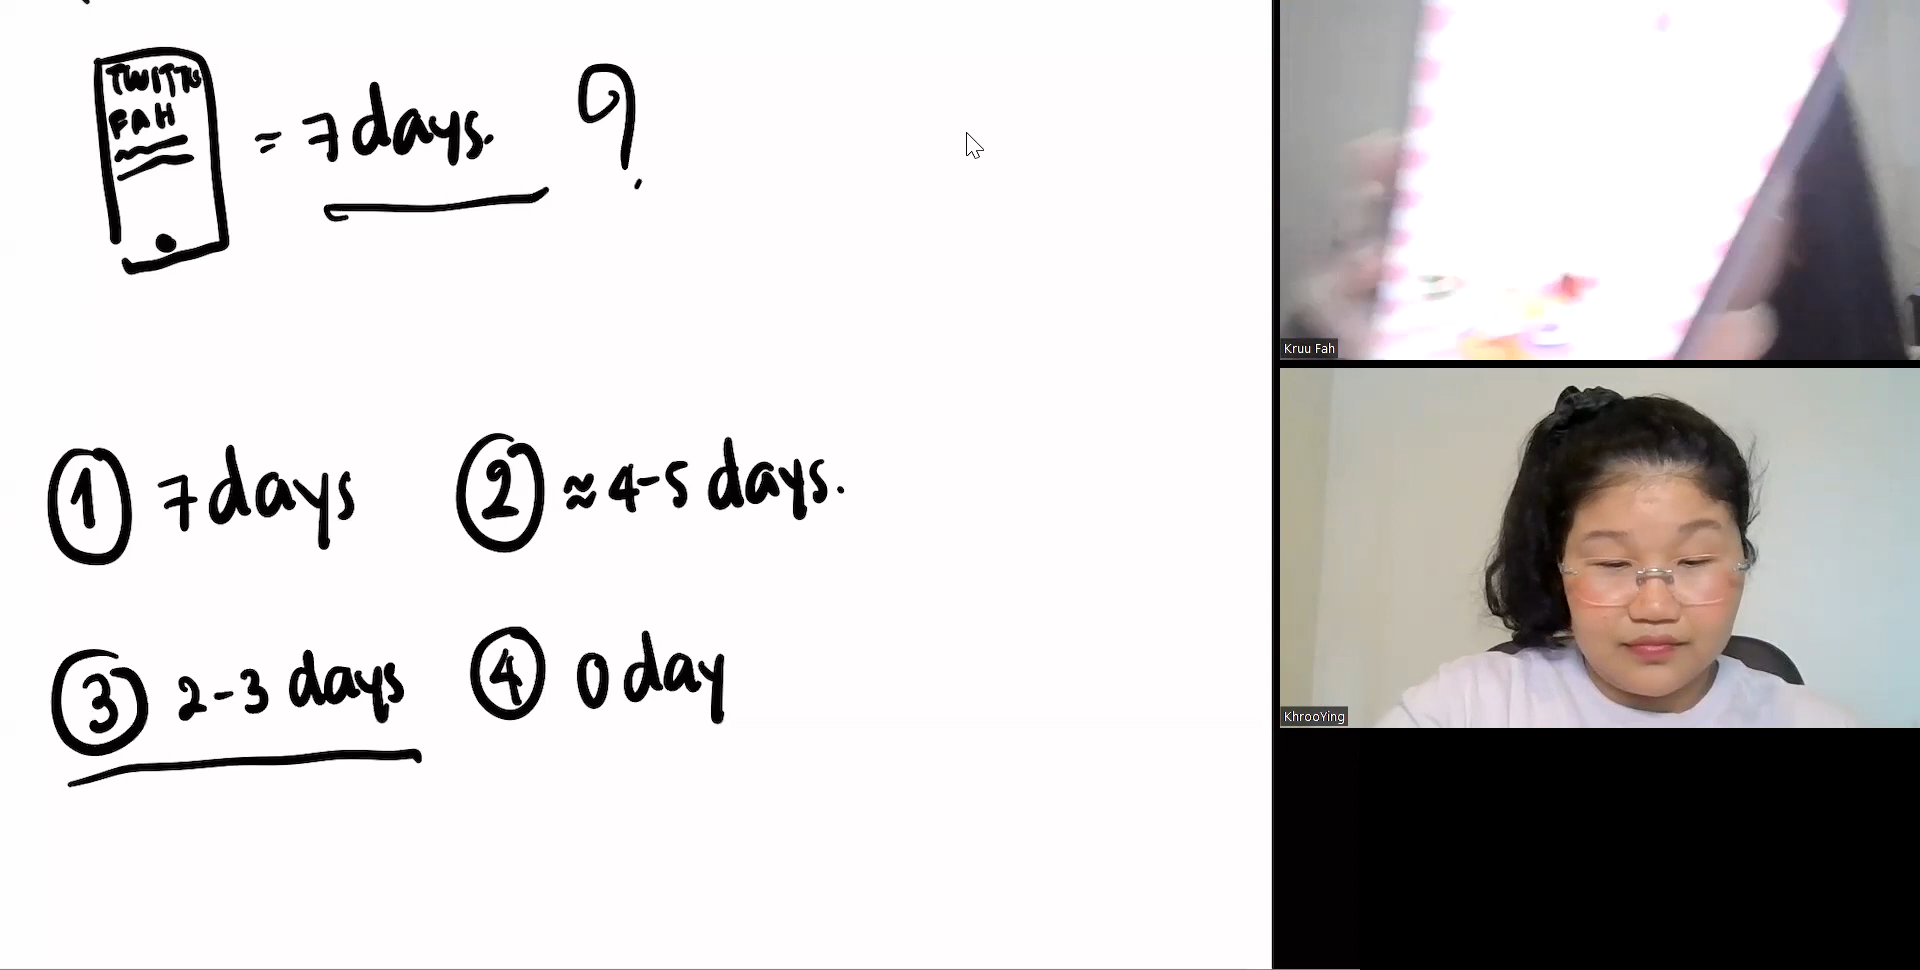 TWITTE
FAH
= 7 days. ?
1 7 days 2 ≈ 4-5 days.
3 2-3 days 4 0 day
Kruu Fah
KhrooYing